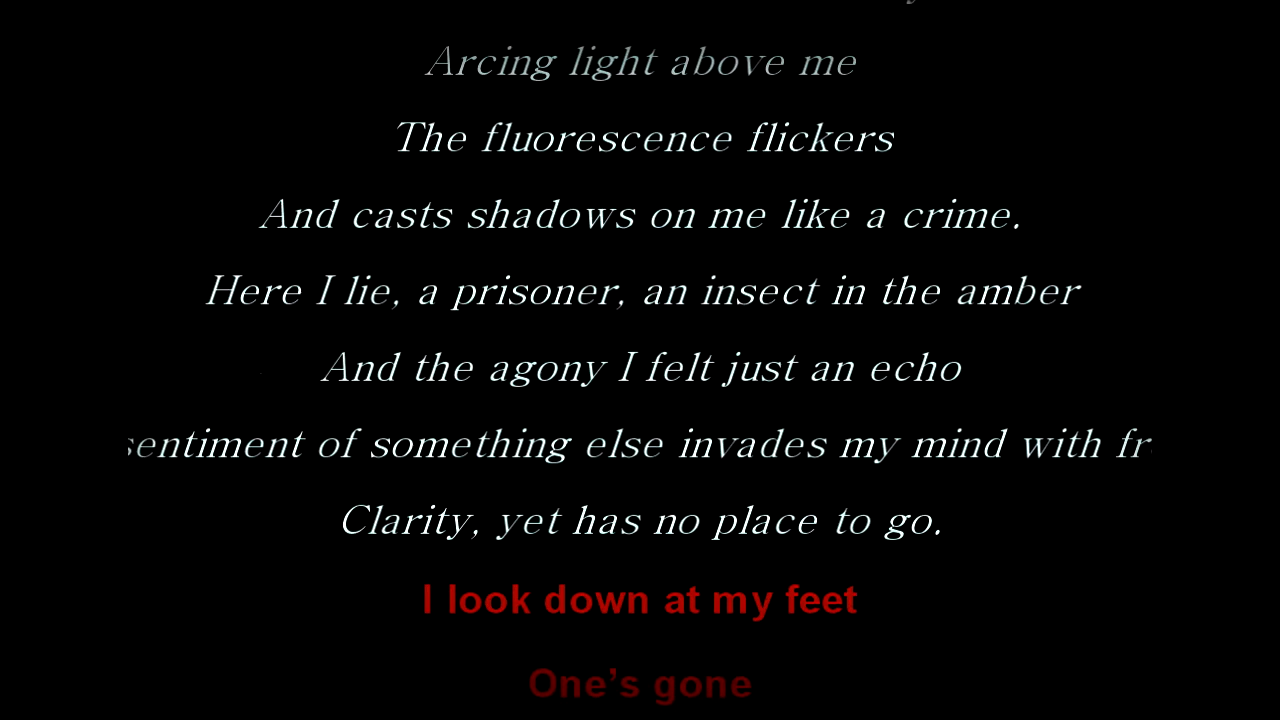 Arcing light above me
The fluorescence flickers
And casts shadows on me like a crime.
Here I lie, a prisoner, an insect in the amber
And the agony I felt just an echo
of something else invades my mind with
Clarity, yet has no place to go.
I look down at my feet
One’s gone